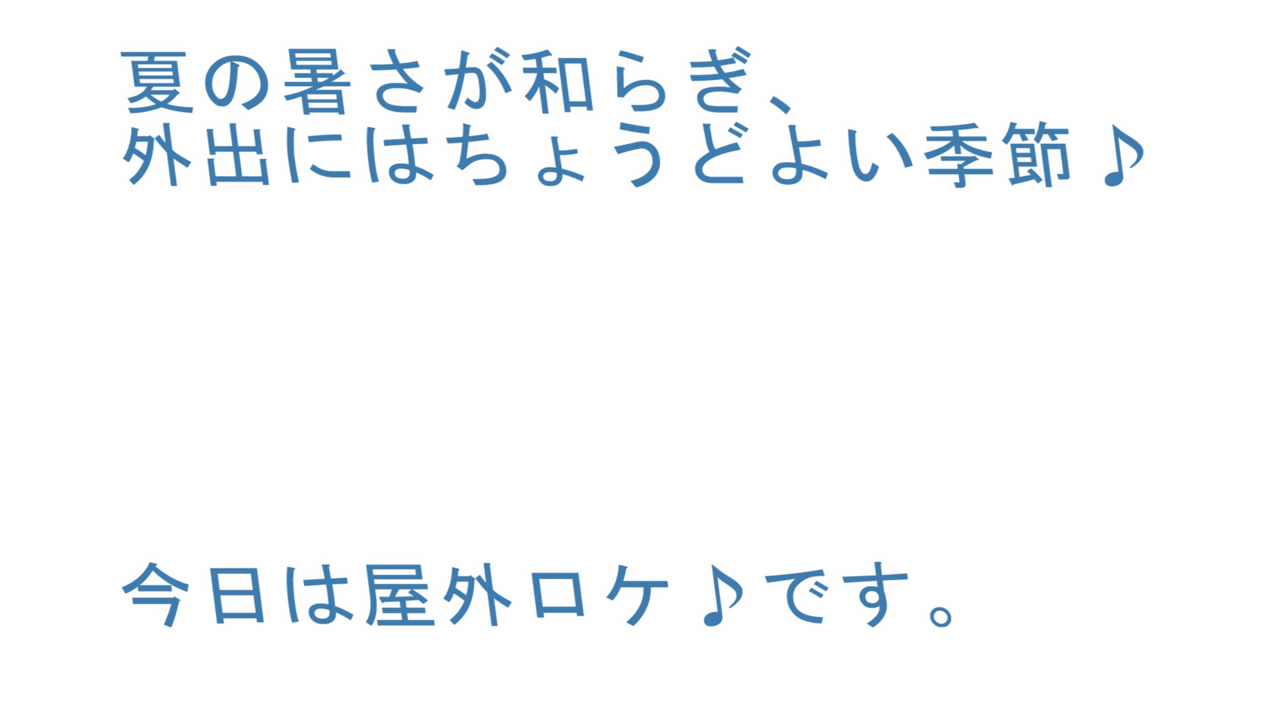 夏の暑さが和らぎ、
外出にはちょうどよい季節♪
今日は屋外ロケ♪です。